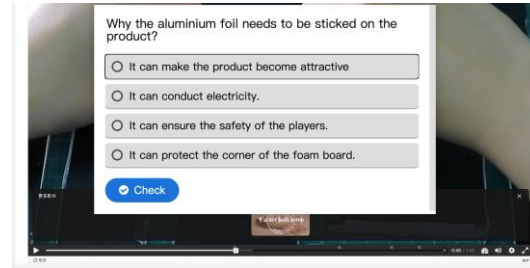 Why the aluminium foil needs to be sticked on the
product?
It can make the product become attractive
It can conduct electricity.
It can ensure the safety of the players.
It can protect the corner of the foam board.
Check